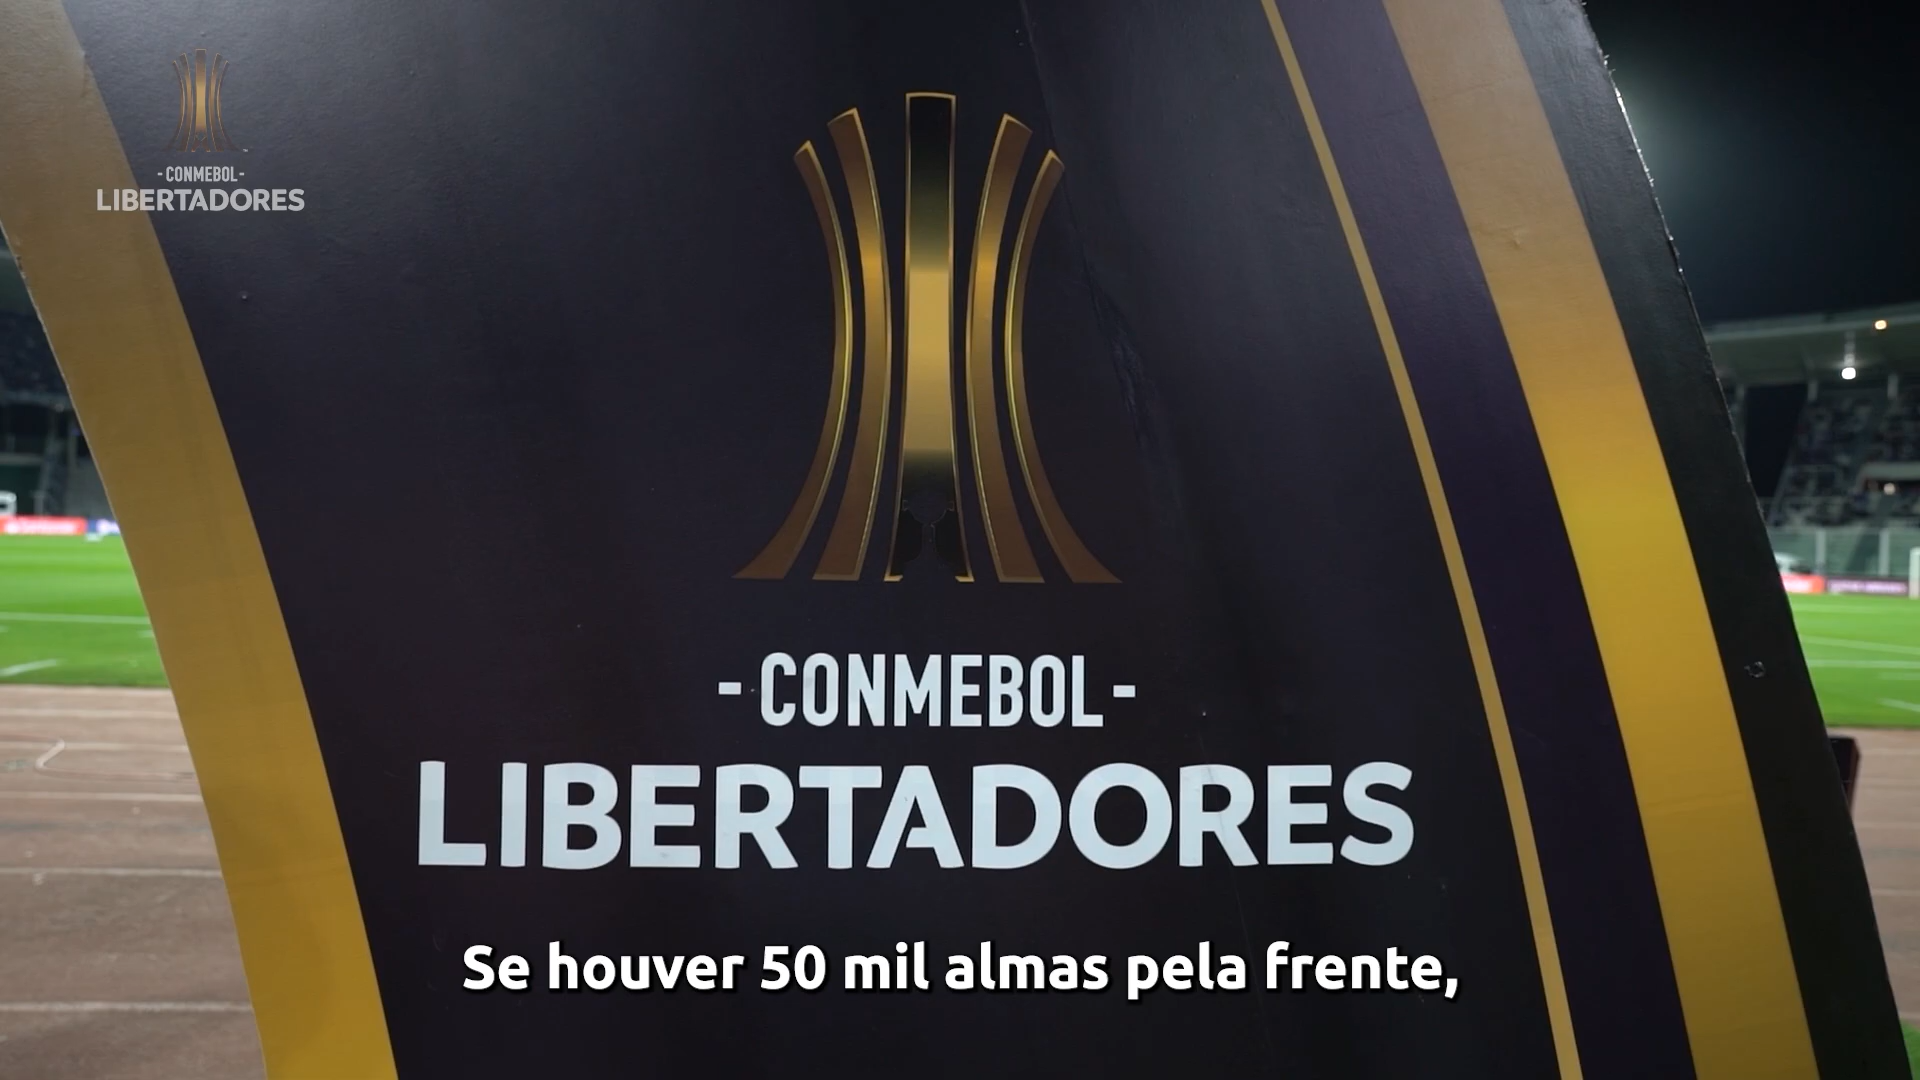 - CONMEBOL -
LIBERTADORES
- CONMEBOL -
LIBERTADORES
Se houver 50 mil almas pela frente,